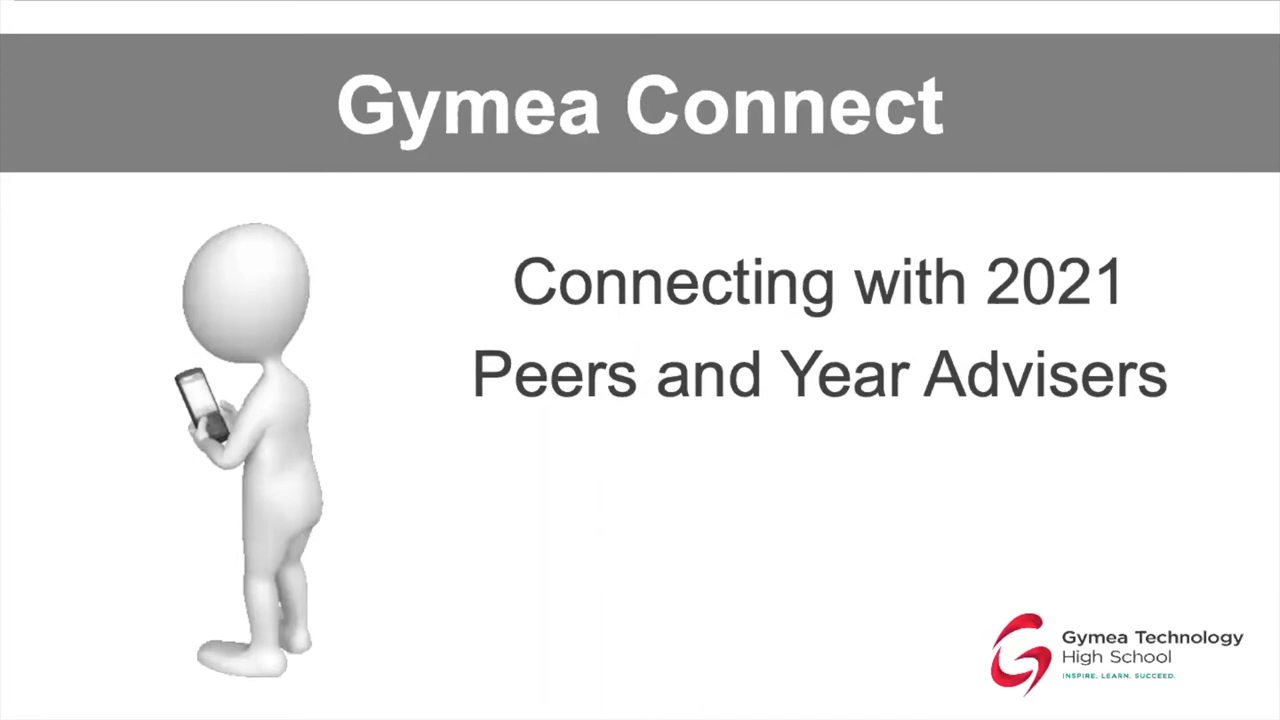 Gymea Connect
Connecting with 2021
Peers and Year Advisers
Gymea Technology
High School
INSPIRE. LEARN. SUCCEED.